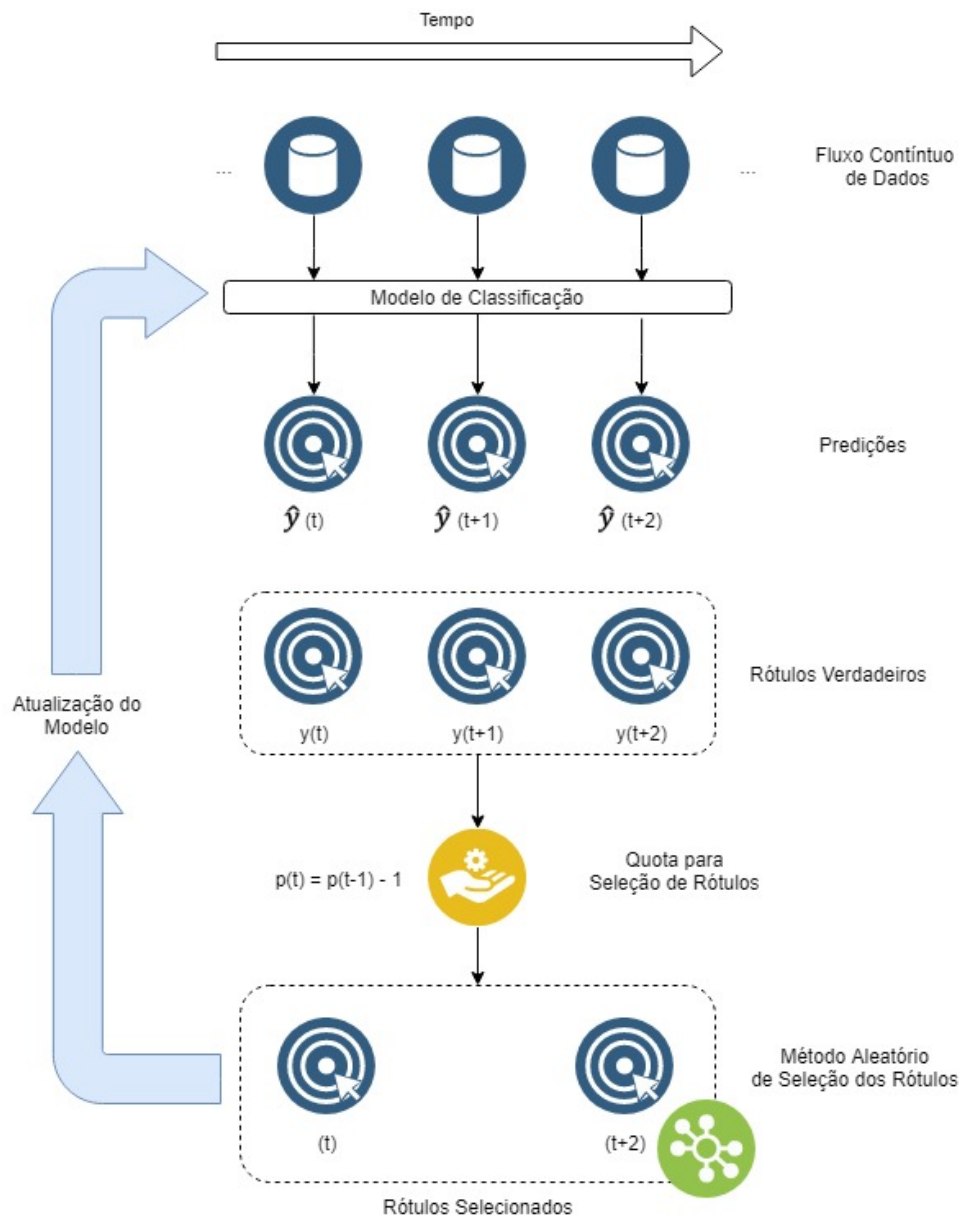 Tempo
...
...
Fluxo Contíntuo
de Dados
Modelo de Classificação
Predições
ŷ (t)
ŷ (t+1)
ŷ (t+2)
Rótulos Verdadeiros
y(t)
y(t+1)
y(t+2)
Atualização do
Modelo
p(t) = p(t-1) - 1
Quota para
Seleção de Rótulos
Método Aleatório
de Seleção dos Rótulos
(t)
(t+2)
Rótulos Selecionados